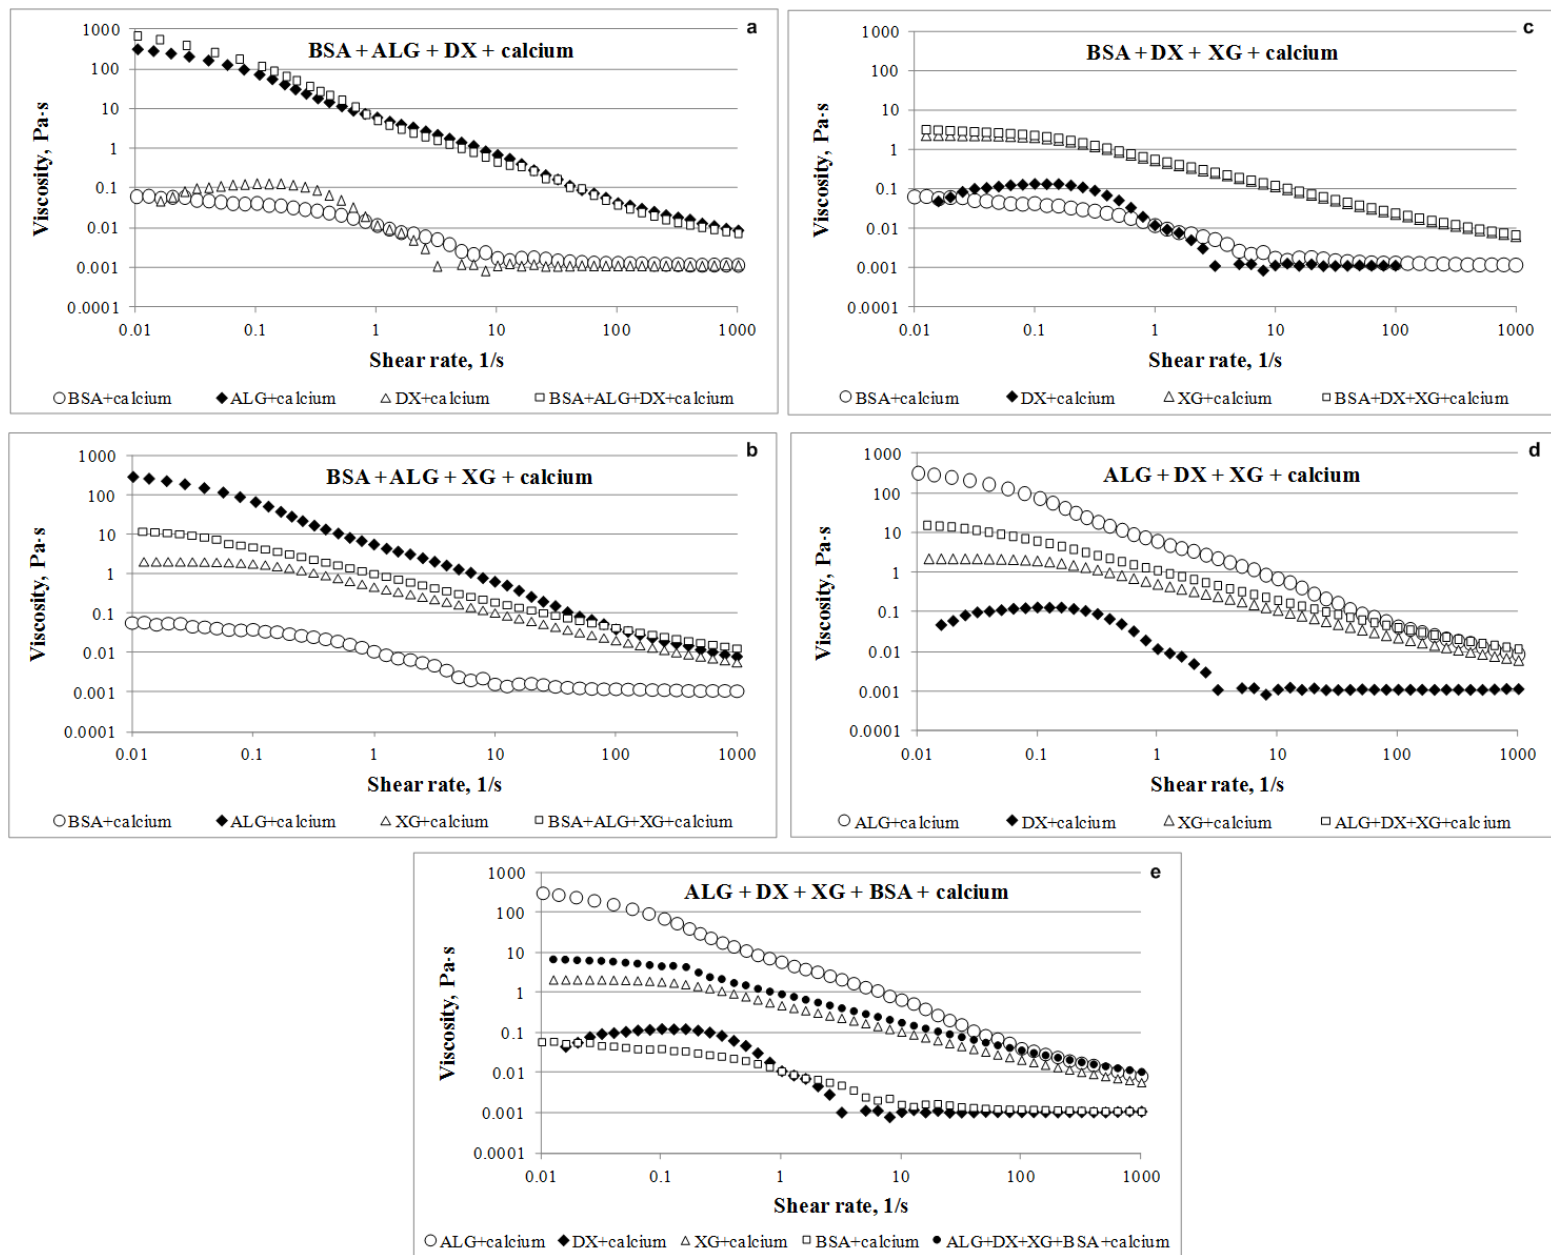 a
BSA + ALG + DX + calcium
Viscosity, Pa·s
1000
100
10
1
0.1
0.01
0.001
0.0001
0.01 0.1 1 10 100 1000
Shear rate, 1/s
BSA+calcium ALG+calcium DX+calcium BSA+ALG+DX+calcium
c
BSA + DX + XG + calcium
Viscosity, Pa·s
1000
100
10
1
0.1
0.01
0.001
0.0001
0.01 0.1 1 10 100 1000
Shear rate, 1/s
BSA+calcium DX+calcium XG+calcium BSA+DX+XG+calcium
b
BSA + ALG + XG + calcium
Viscosity, Pa·s
1000
100
10
1
0.1
0.01
0.001
0.0001
0.01 0.1 1 10 100 1000
Shear rate, 1/s
BSA+calcium ALG+calcium XG+calcium BSA+ALG+XG+calcium
d
ALG + DX + XG + calcium
Viscosity, Pa·s
1000
100
10
1
0.1
0.01
0.001
0.0001
0.01 0.1 1 10 100 1000
Shear rate, 1/s
ALG+calcium DX+calcium XG+calcium ALG+DX+XG+calcium
e
ALG + DX + XG + BSA + calcium
Viscosity, Pa·s
1000
100
10
1
0.1
0.01
0.001
0.0001
0.01 0.1 1 10 100 1000
Shear rate, 1/s
ALG+calcium DX+calcium XG+calcium BSA+calcium ALG+DX+XG+BSA+calcium